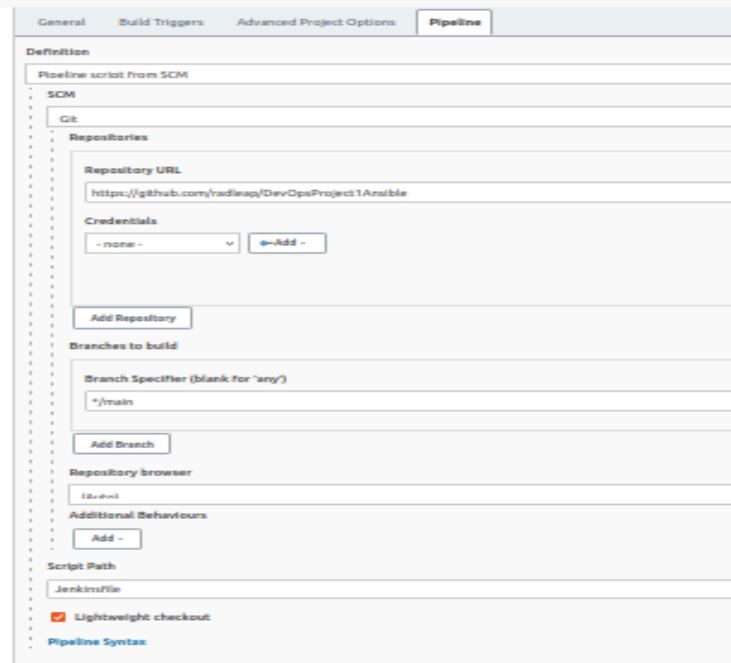 General Build Triggers Advanced Project Options Pipeline
Definition
Pipeline script from SCM
SCM
Git
Repositories
Repository URL
https://github.com/radleap/DevOpsProject1Ansible
Credentials
- none - Add -
Add Repository
Branches to build
Branch Specifier (blank for "any")
*/main
Add Branch
Repository browser
(Auto)
Additional Behaviours
Add -
Script Path
Jenkinsfile
Lightweight checkout
Pipeline Syntax